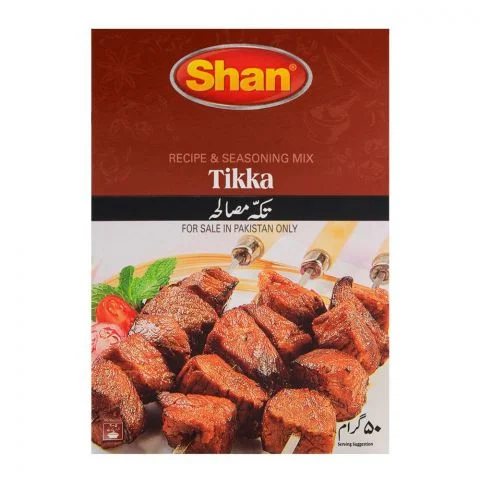 Shan®
RECIPE & SEASONING MIX
Tikka
تکہ مصالحہ
FOR SALE IN PAKISTAN ONLY
۵۰ گرام
Serving Suggestion